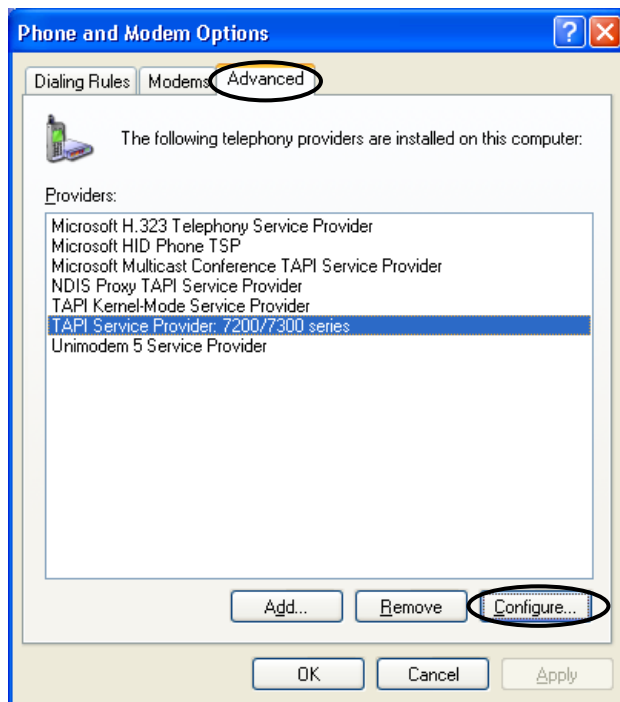 Phone and Modem Options
Dialing Rules Modems Advanced
The following telephony providers are installed on this computer:
Providers:
Microsoft H.323 Telephony Service Provider
Microsoft HID Phone TSP
Microsoft Multicast Conference TAPI Service Provider
NDIS Proxy TAPI Service Provider
TAPI Kernel-Mode Service Provider
TAPI Service Provider: 7200/7300 series
Unimodem 5 Service Provider
Add... Remove Configure...
OK Cancel Apply